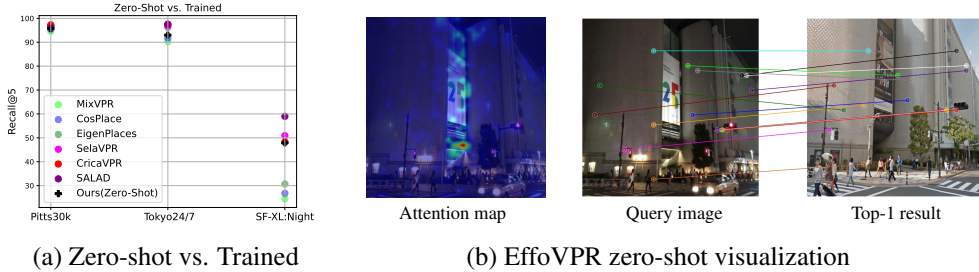 Zero-Shot vs. Trained
Recall@5
100
90
80
70
60
50
40
30
MixVPR
CosPlace
EigenPlaces
SelaVPR
CricaVPR
SALAD
Ours(Zero-Shot)
Pitts30k
Tokyo24/7
SF-XL:Night
Attention map
Query image
Top-1 result
(a) Zero-shot vs. Trained
(b) EffoVPR zero-shot visualization